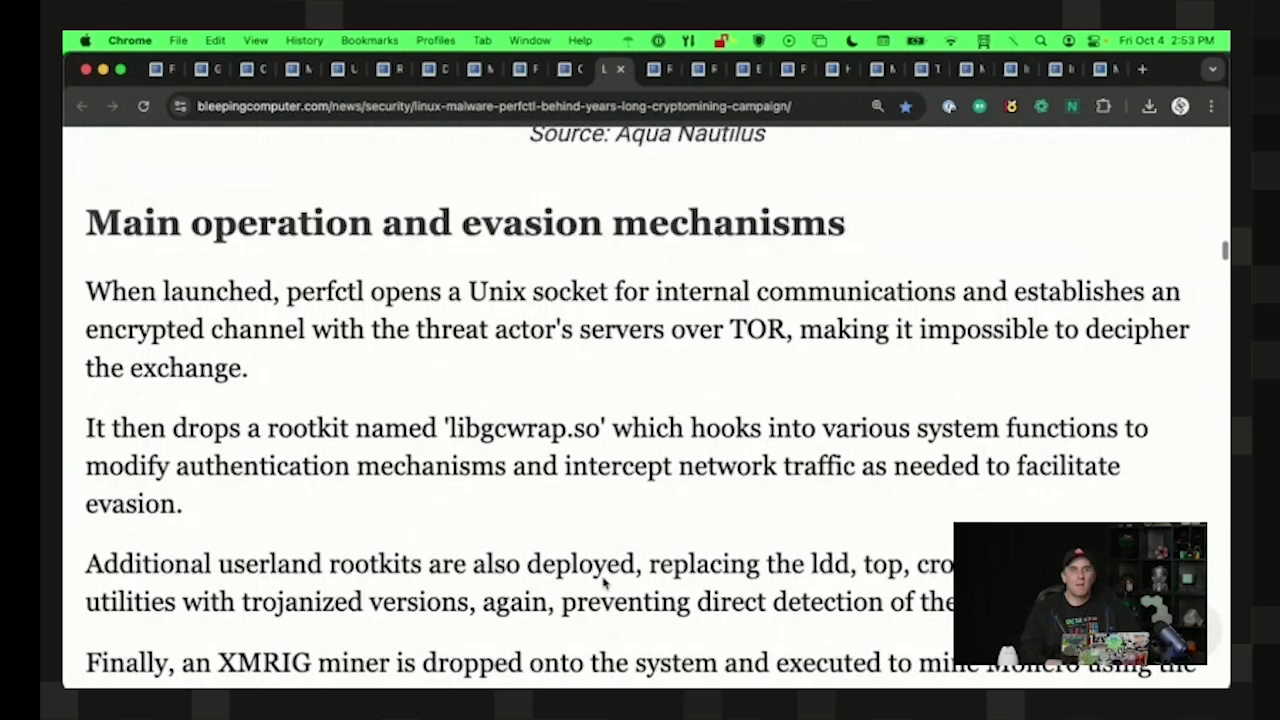 Chrome File Edit View History Bookmarks Profiles Tab Window Help Fri Oct 4 2:53 PM
bleepingcomputer.com/news/security/linux-malware-perfctl-behind-years-long-cryptomining-campaign/
Source: Aqua Nautilus
Main operation and evasion mechanisms
When launched, perfctl opens a Unix socket for internal communications and establishes an
encrypted channel with the threat actor's servers over TOR, making it impossible to decipher
the exchange.
It then drops a rootkit named 'libgcwrap.so' which hooks into various system functions to
modify authentication mechanisms and intercept network traffic as needed to facilitate
evasion.
Additional userland rootkits are also deployed, replacing the ldd, top, cro
utilities with trojanized versions, again, preventing direct detection of the
Finally, an XMRIG miner is dropped onto the system and executed to mine Monero using the